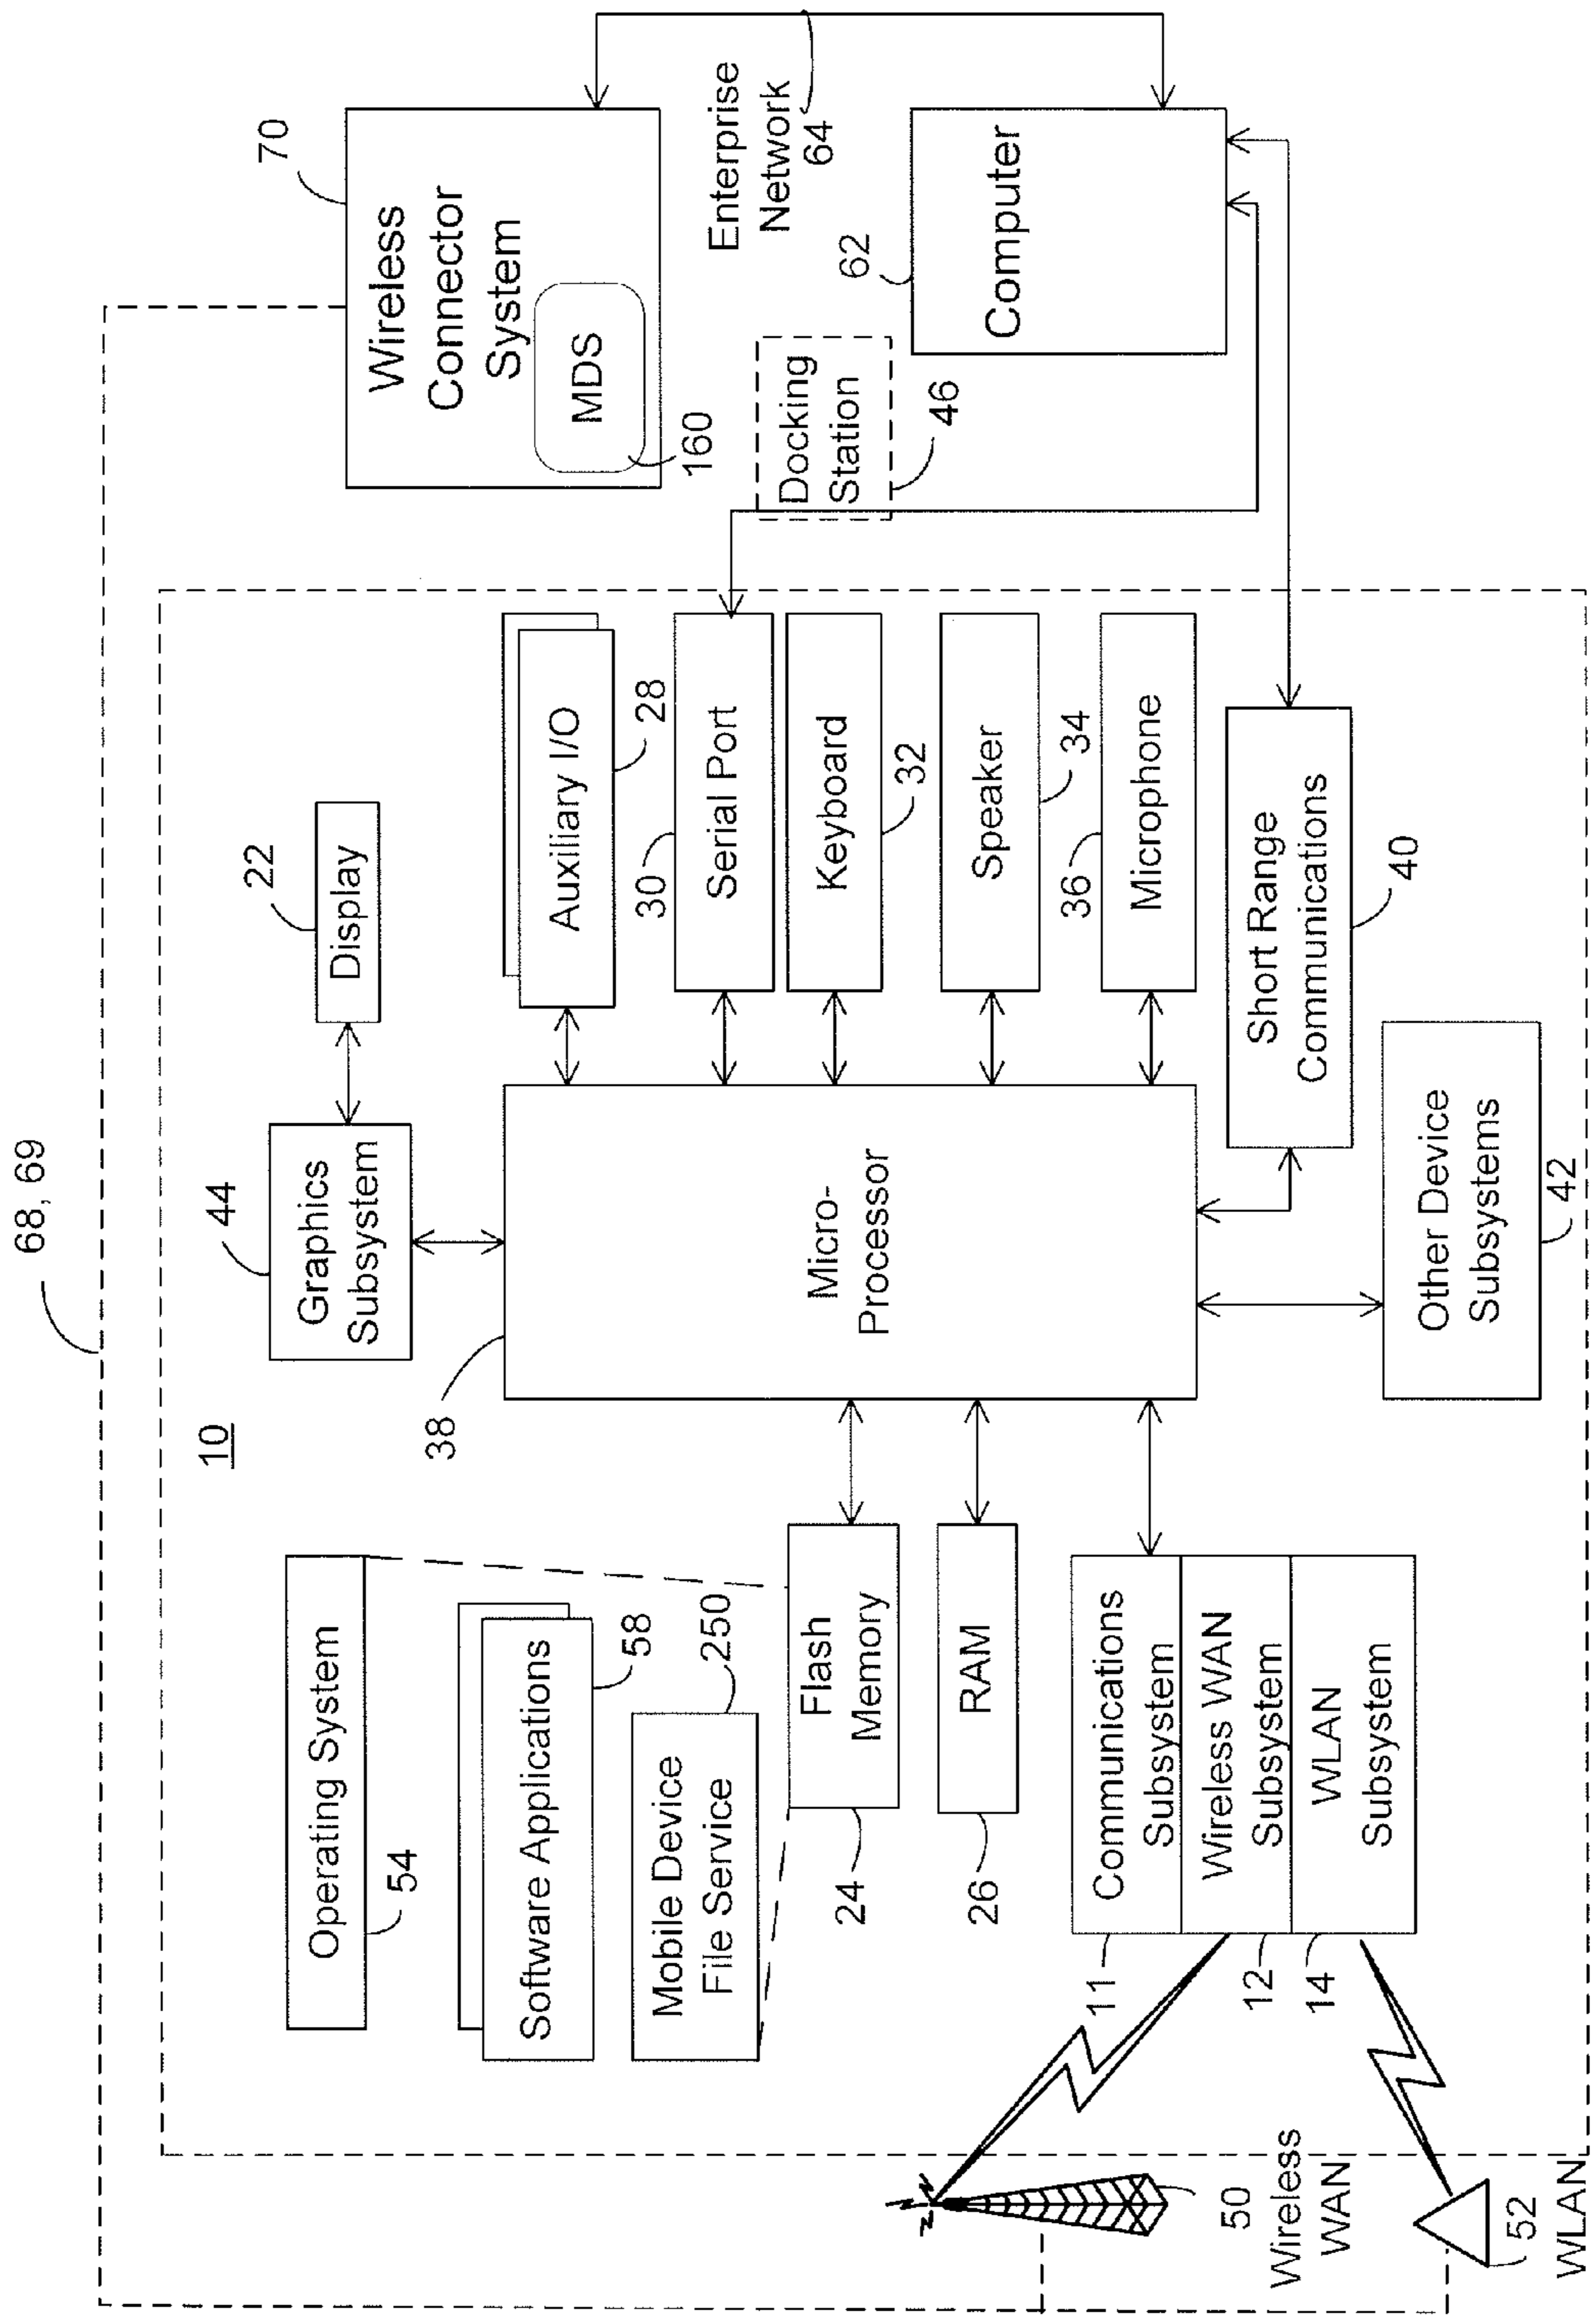 68, 69
10
Operating System
54
Software Applications
58
Mobile Device
File Service
250
Flash
Memory
24
RAM
26
Communications
Subsystem
11
Wireless WAN
Subsystem
12
WLAN
Subsystem
14
50
Wireless
WAN
52
WLAN
44
Graphics
Subsystem
22
Display
38
Micro-
Processor
Auxiliary I/O
28
30
Serial Port
Keyboard
32
Speaker
34
36
Microphone
Short Range
Communications
40
Other Device
Subsystems
42
70
Wireless
Connector
System
MDS
160
Enterprise
Network
64
Docking
Station
46
62
Computer